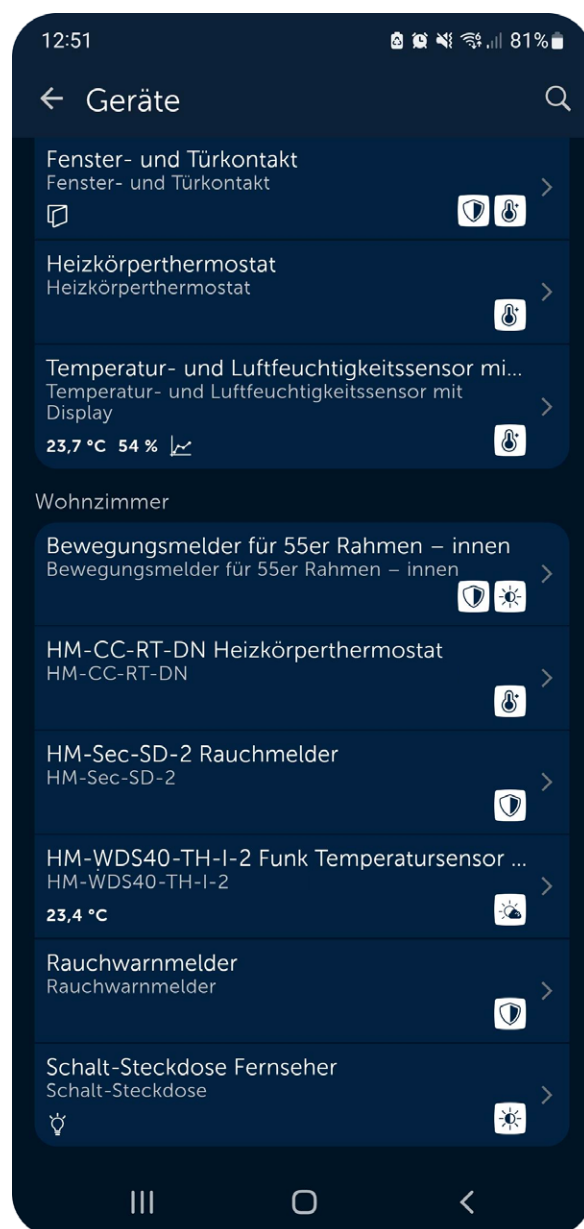 12:51 81%
Geräte
Fenster- und Türkontakt
Fenster- und Türkontakt
Heizkörperthermostat
Heizkörperthermostat
Temperatur- und Luftfeuchtigkeitssensor mi...
Temperatur- und Luftfeuchtigkeitssensor mit
Display
23,7 °C 54 %
Wohnzimmer
Bewegungsmelder für 55er Rahmen – innen
Bewegungsmelder für 55er Rahmen – innen
HM-CC-RT-DN Heizkörperthermostat
HM-CC-RT-DN
HM-Sec-SD-2 Rauchmelder
HM-Sec-SD-2
HM-WDS40-TH-I-2 Funk Temperatursensor ...
HM-WDS40-TH-I-2
23,4 °C
Rauchwarnmelder
Rauchwarnmelder
Schalt-Steckdose Fernseher
Schalt-Steckdose